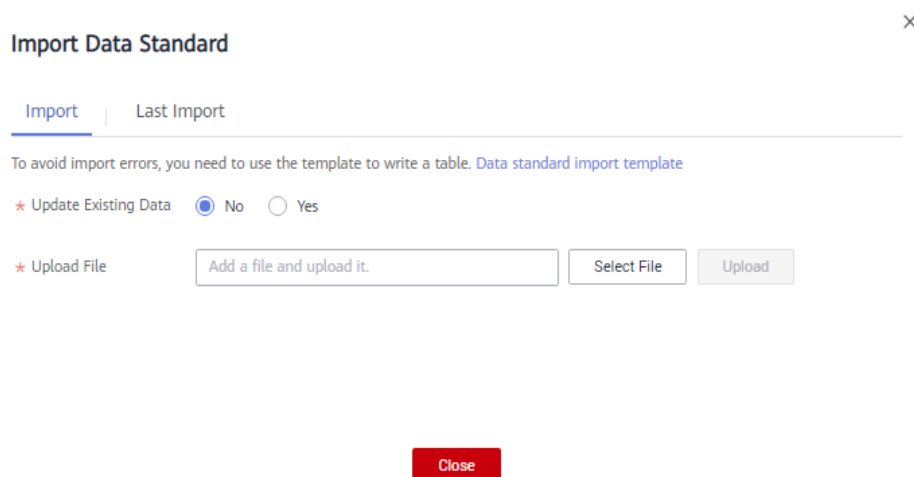 Import Data Standard
Import
Last Import
To avoid import errors, you need to use the template to write a table. Data standard import template
* Update Existing Data No Yes
* Upload File Add a file and upload it. Select File Upload
Close